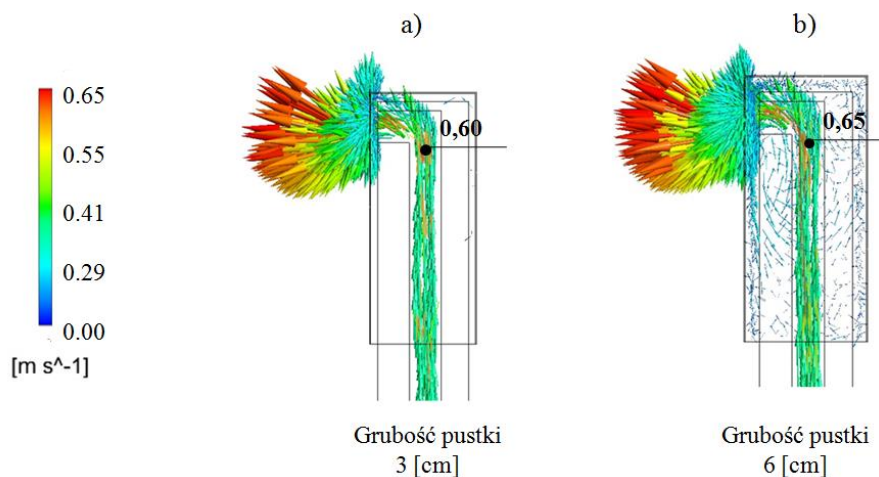 a)
b)
0.65
0.55
0.41
0.29
0.00
[m s^-1]
0,60
0,65
Grubość pustki
3 [cm]
Grubość pustki
6 [cm]